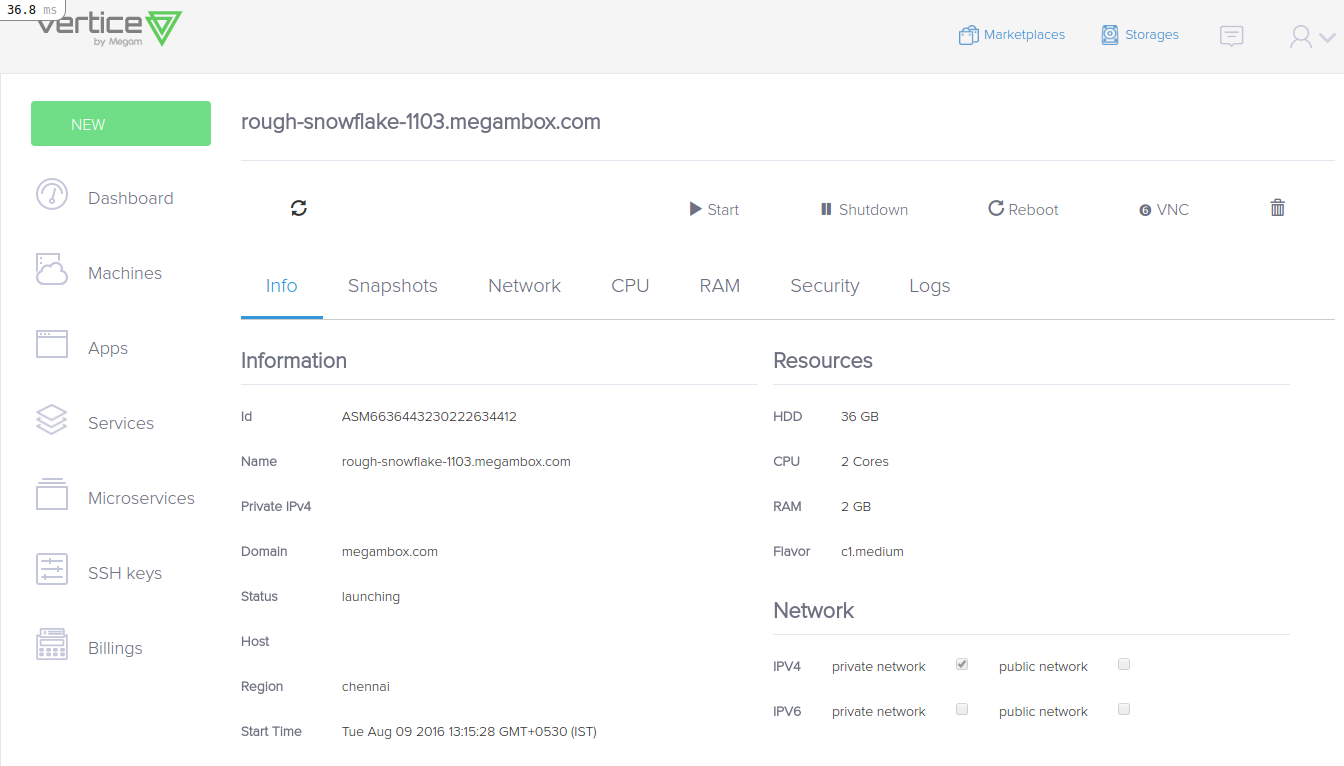 36.8 ms
vertice
by Megam
Marketplaces
Storages
NEW
rough-snowflake-1103.megambox.com
Dashboard
Machines
Apps
Services
Microservices
SSH keys
Billings
Start
Shutdown
Reboot
6 VNC
Info Snapshots Network CPU RAM Security Logs
Information
Id ASM6636443230222634412
Name rough-snowflake-1103.megambox.com
Private IPv4
Domain megambox.com
Status launching
Host
Region chennai
Start Time Tue Aug 09 2016 13:15:28 GMT+0530 (IST)
Resources
HDD 36 GB
CPU 2 Cores
RAM 2 GB
Flavor c1.medium
Network
IPV4 private network public network
IPV6 private network public network